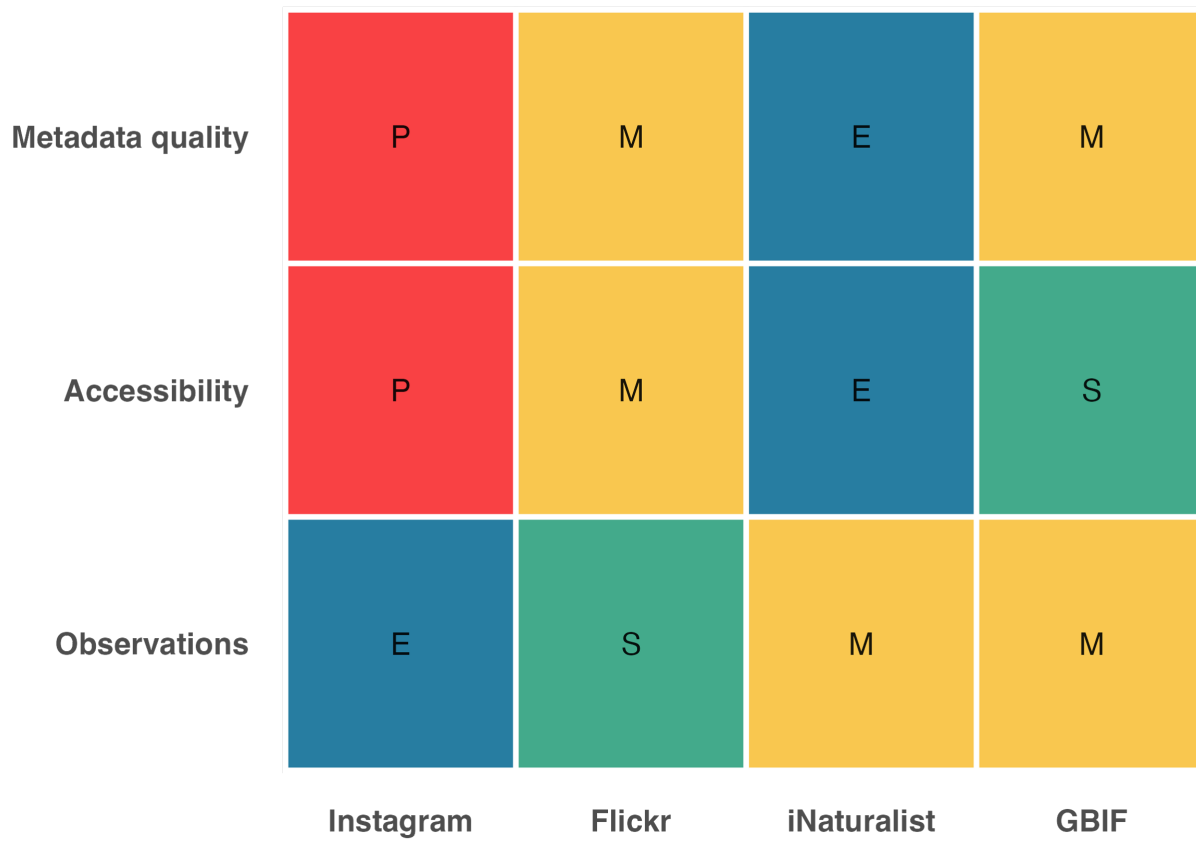 Metadata quality P M E M
Accessibility P M E S
Observations E S M M
Instagram Flickr iNaturalist GBIF